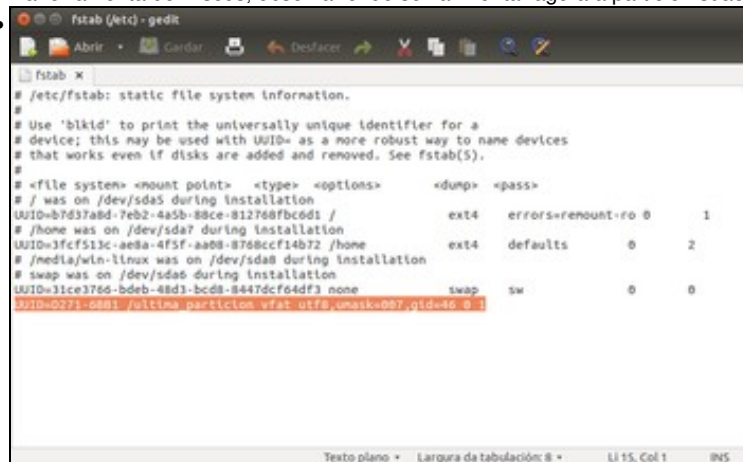 fstab (/etc) - gedit
Abrir Gardar Desfacer
fstab x
# /etc/fstab: static file system information.
#
# Use 'blkid' to print the universally unique identifier for a
# device; this may be used with UUID= as a more robust way to name devices
# that works even if disks are added and removed. See fstab(5).
#
# <file system> <mount point> <type> <options> <dump> <pass>
# / was on /dev/sda5 during installation
UUID=b7d37a8d-7eb2-4a5b-88ce-812768fbc6d1 / ext4 errors=remount-ro 0 1
# /home was on /dev/sda7 during installation
UUID=3fcf513c-ae8a-4f5f-aa08-8768ccf14b72 /home ext4 defaults 0 2
# /media/win-linux was on /dev/sda8 during installation
# swap was on /dev/sda6 during installation
UUID=31ce3766-bdeb-48d3-bcd8-8447dcf64df3 none swap sw 0 0
UUID=0271-6881 /ultima_particion vfat utf8,umask=007,gid=46 0 1
Texto plano Largura da tabulación: 8 Li 15, Col 1 INS